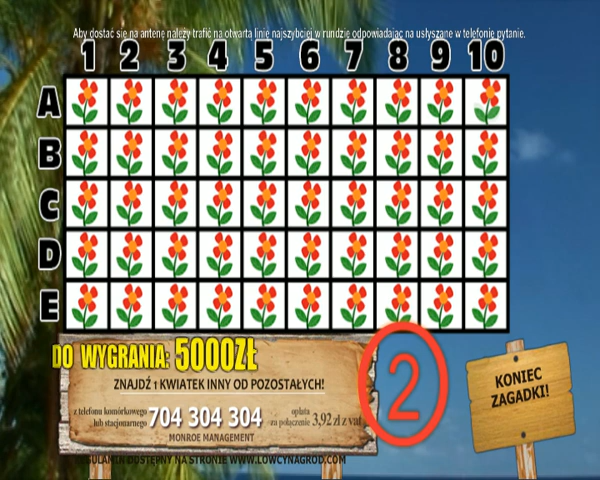 Aby dostać się na antenę należy trafić na otwartą linię najszybciej w rundzie odpowiadając na usłyszane w telefonie pytanie.
1 2 3 4 5 6 7 8 9 10
A
B
C
D
E
DO WYGRANIA: 5000ZŁ
ZNAJDŹ 1 KWIATEK INNY OD POZOSTAŁYCH!
z telefonu komórkowego
lub stacjonarnego
704 304 304
opłata
za połączenie
3,92 zł z vat
MONROE MANAGEMENT
2
KONIEC
ZAGADKI!
DOSTĘPNY NA STRONIE WWW.LOWCYNAGROD.COM